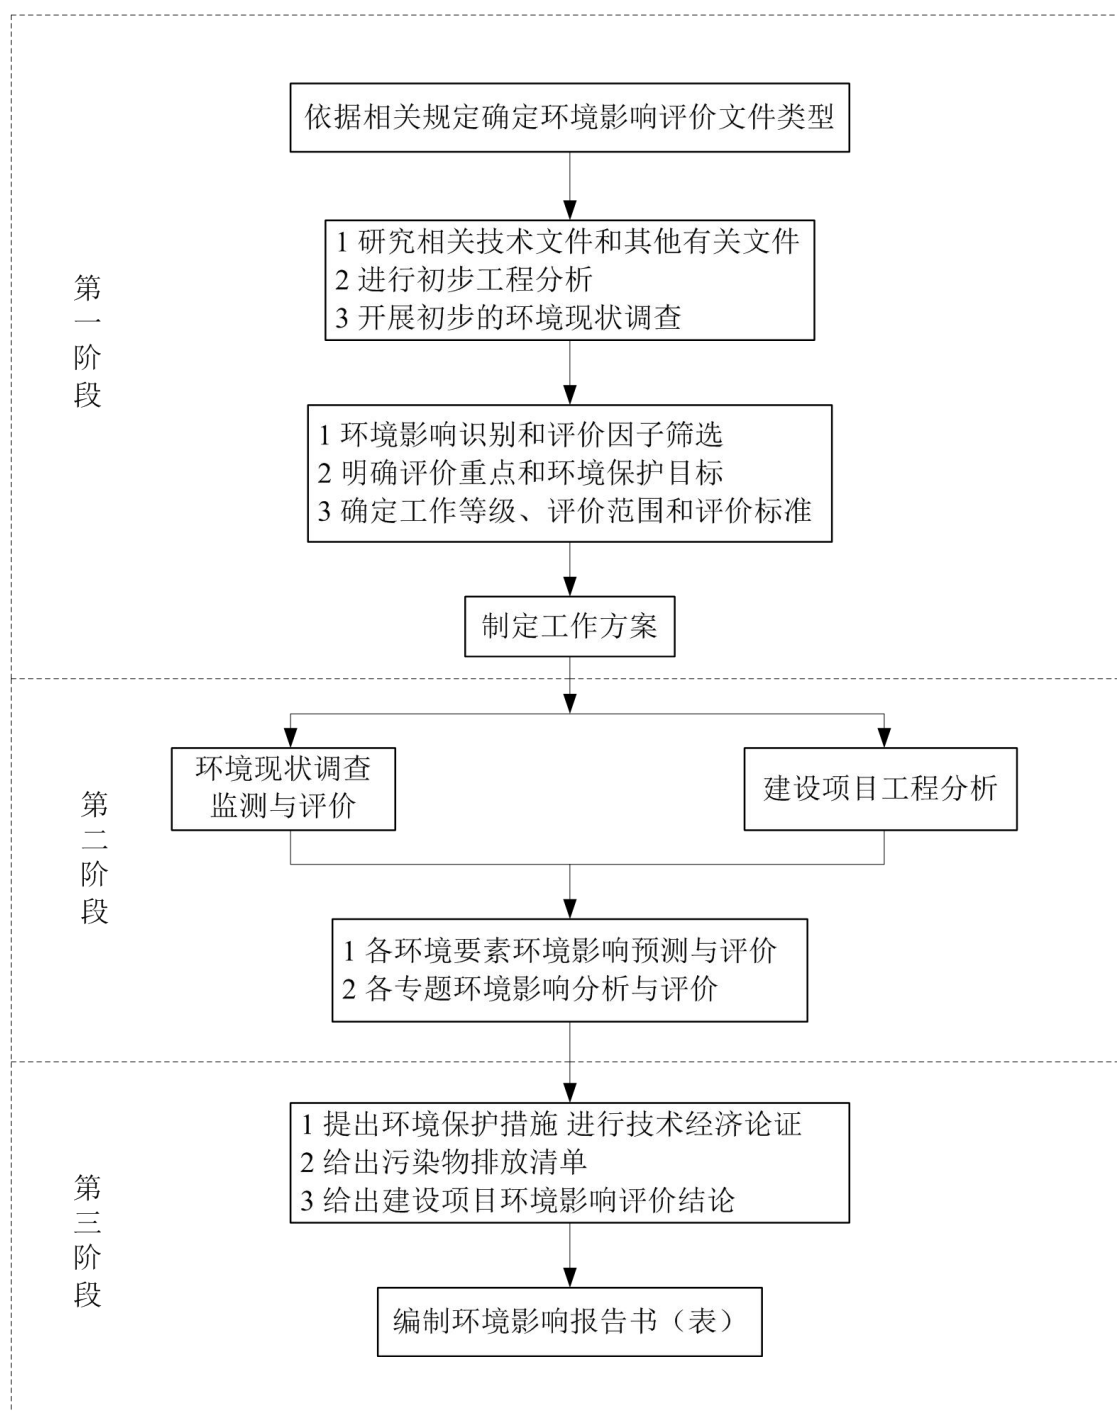 依据相关规定确定环境影响评价文件类型
1 研究相关技术文件和其他有关文件
2 进行初步工程分析
3 开展初步的环境现状调查
第一阶段
1 环境影响识别和评价因子筛选
2 明确评价重点和环境保护目标
3 确定工作等级、评价范围和评价标准
制定工作方案
环境现状调查
监测与评价
建设项目工程分析
第二阶段
1 各环境要素环境影响预测与评价
2 各专题环境影响分析与评价
1 提出环境保护措施 进行技术经济论证
2 给出污染物排放清单
3 给出建设项目环境影响评价结论
第三阶段
编制环境影响报告书（表）